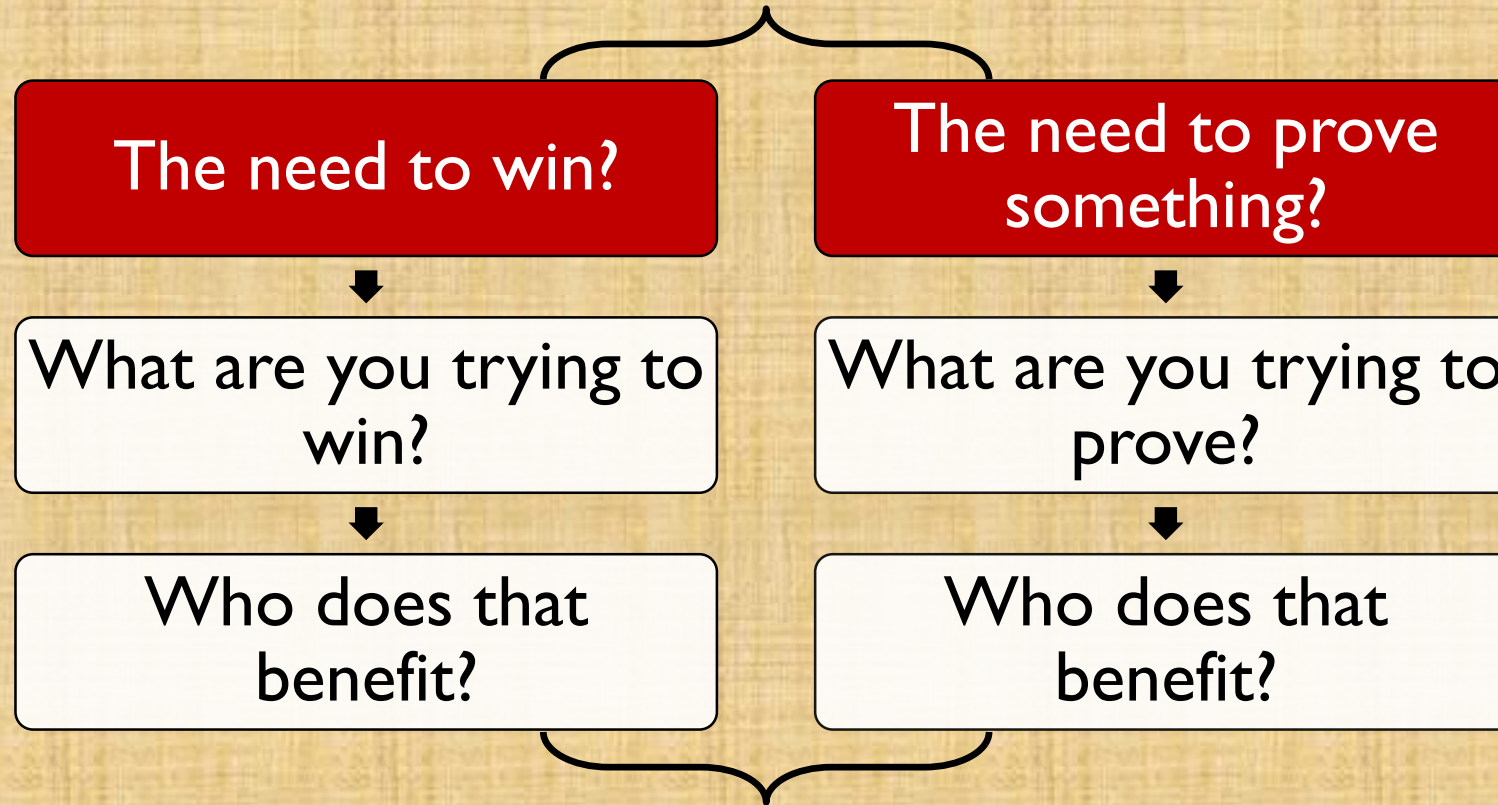 The need to win?
The need to prove
something?
What are you trying to
win?
What are you trying to
prove?
Who does that
benefit?
Who does that
benefit?